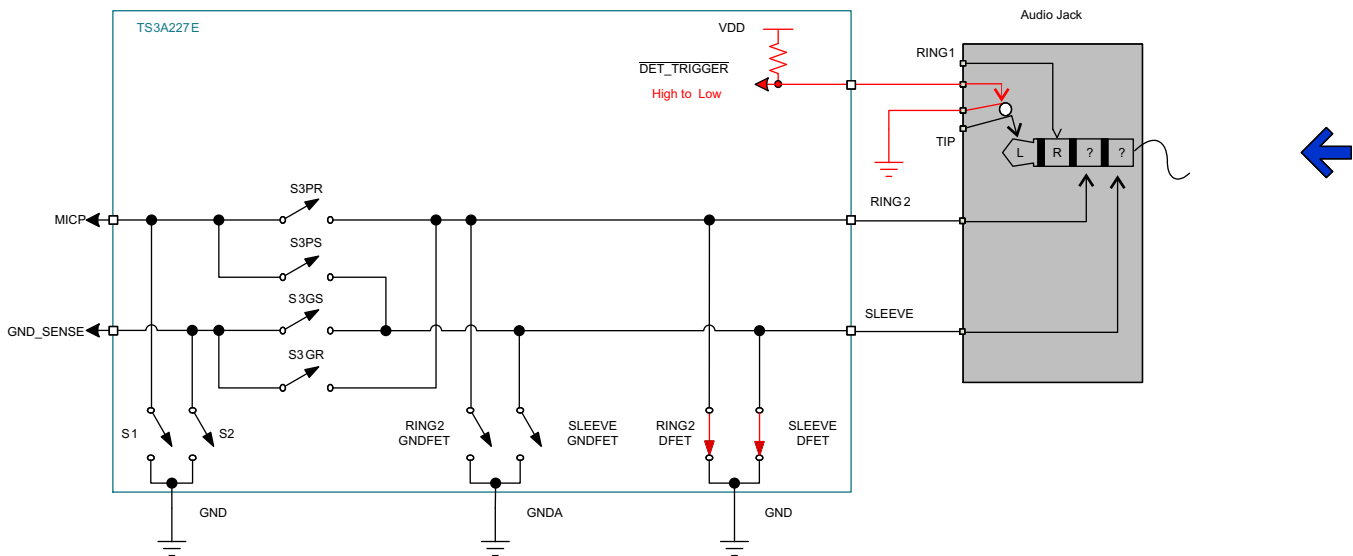 Audio Jack
TS3A227E
VDD
DET_TRIGGER
High to Low
RING1
TIP
L R ? ?
S3PR
MICP
RING2
S3PS
S3GS
GND_SENSE
SLEEVE
S3GR
S1
S2
RING2
GNDFET
SLEEVE
GNDFET
RING2
DFET
SLEEVE
DFET
GND
GNDA
GND